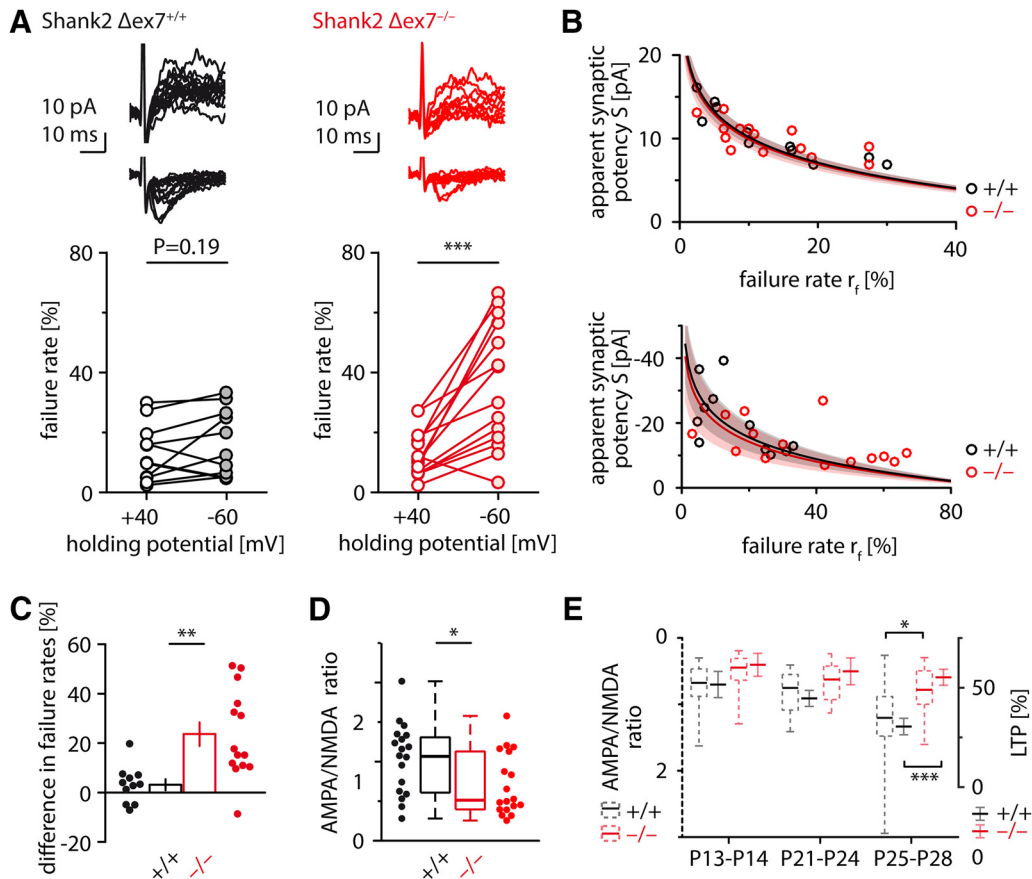 A
Shank2 Δex7+/+
Shank2 Δex7–/–
10 pA
10 ms
10 pA
10 ms
P=0.19
***
80
40
0
failure rate [%]
+40
-60
holding potential [mV]
80
40
0
failure rate [%]
+40
-60
holding potential [mV]
B
20
10
0
apparent synaptic
potency S [pA]
0
20
40
failure rate rf [%]
+/+
–/–
-40
-20
0
apparent synaptic
potency S [pA]
0
40
80
failure rate rf [%]
+/+
–/–
C
difference in failure rates [%]
60
40
20
0
-20
**
+/+
–/–
D
AMPA/NMDA ratio
2
1
0
*
+/+
–/–
E
0
2
AMPA/NMDA
ratio
+/+
–/–
*
***
50
0
LTP [%]
+/+
–/–
0
P13-P14
P21-P24
P25-P28